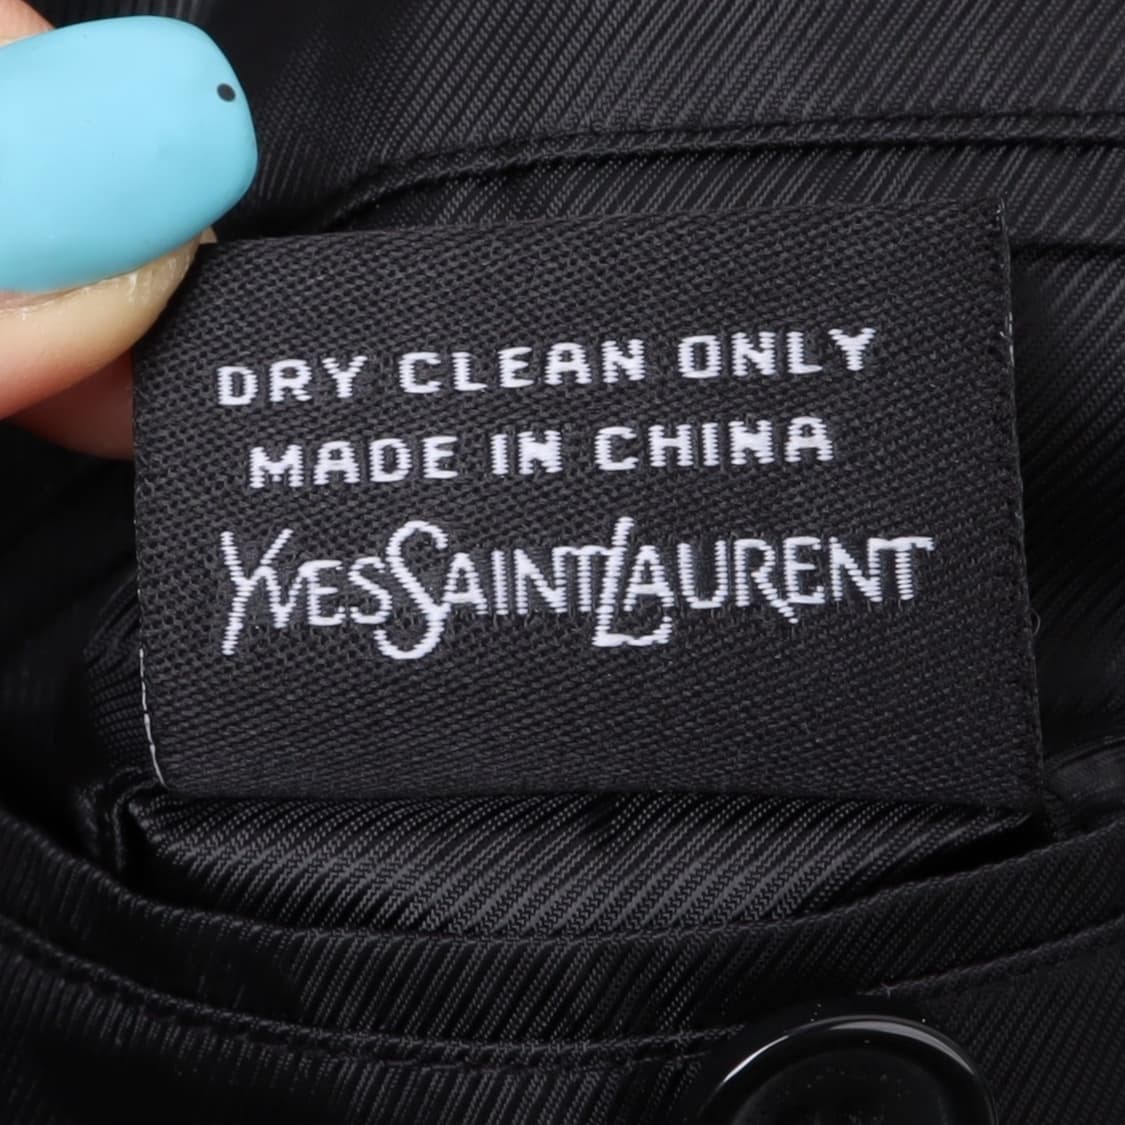 DRY CLEAN ONLY
MADE IN CHINA
YVESSAINTLAURENT